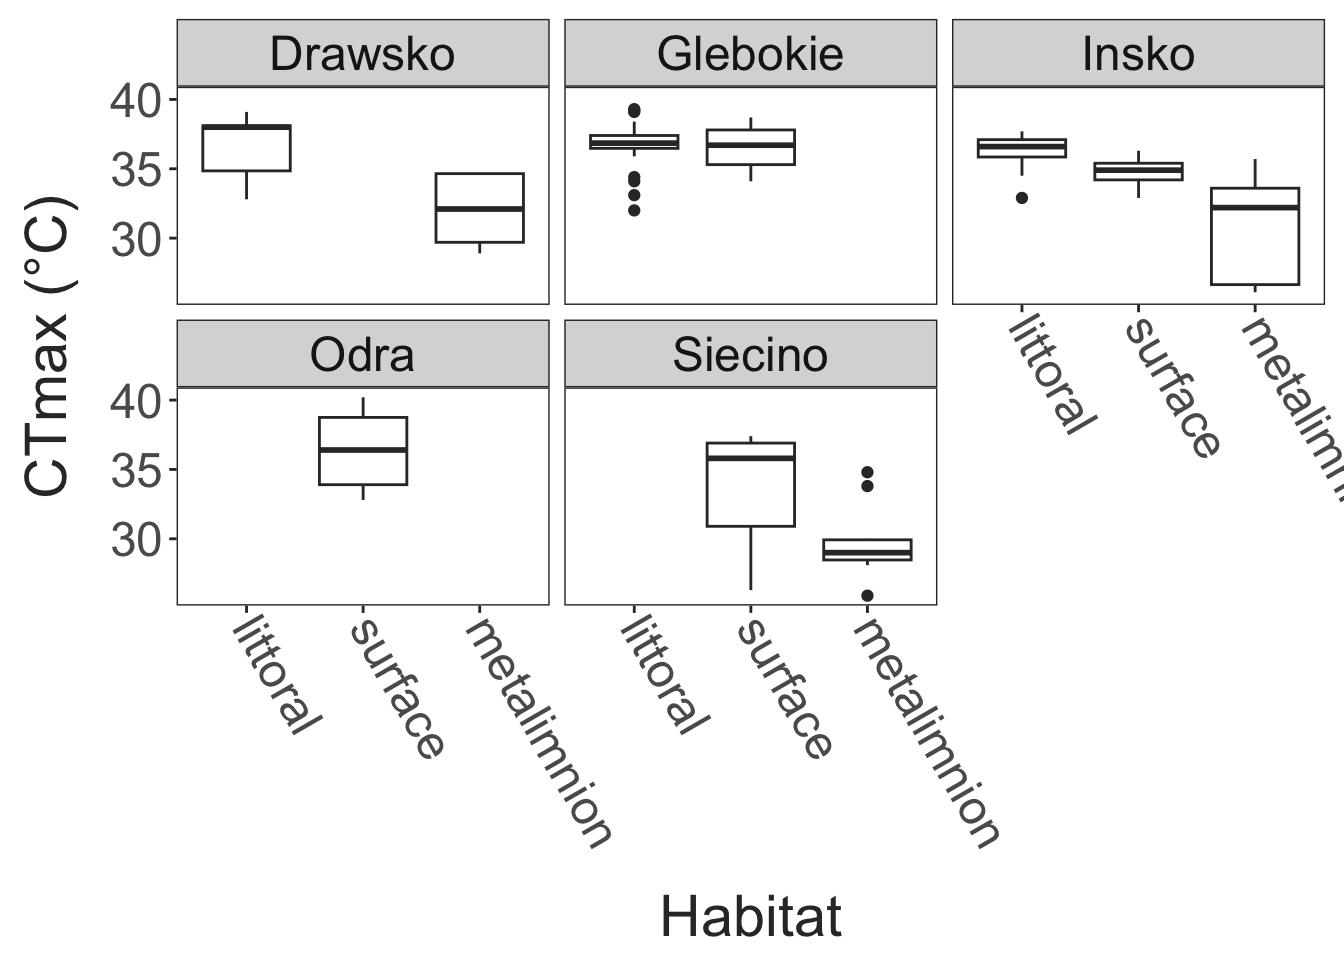 Drawsko
Glebokie
Insko
40
35
30
littoral
surface
metalimni
Odra
Siecino
40
35
30
littoral
surface
metalimnion
littoral
surface
metalimnion
CTmax (°C)
Habitat